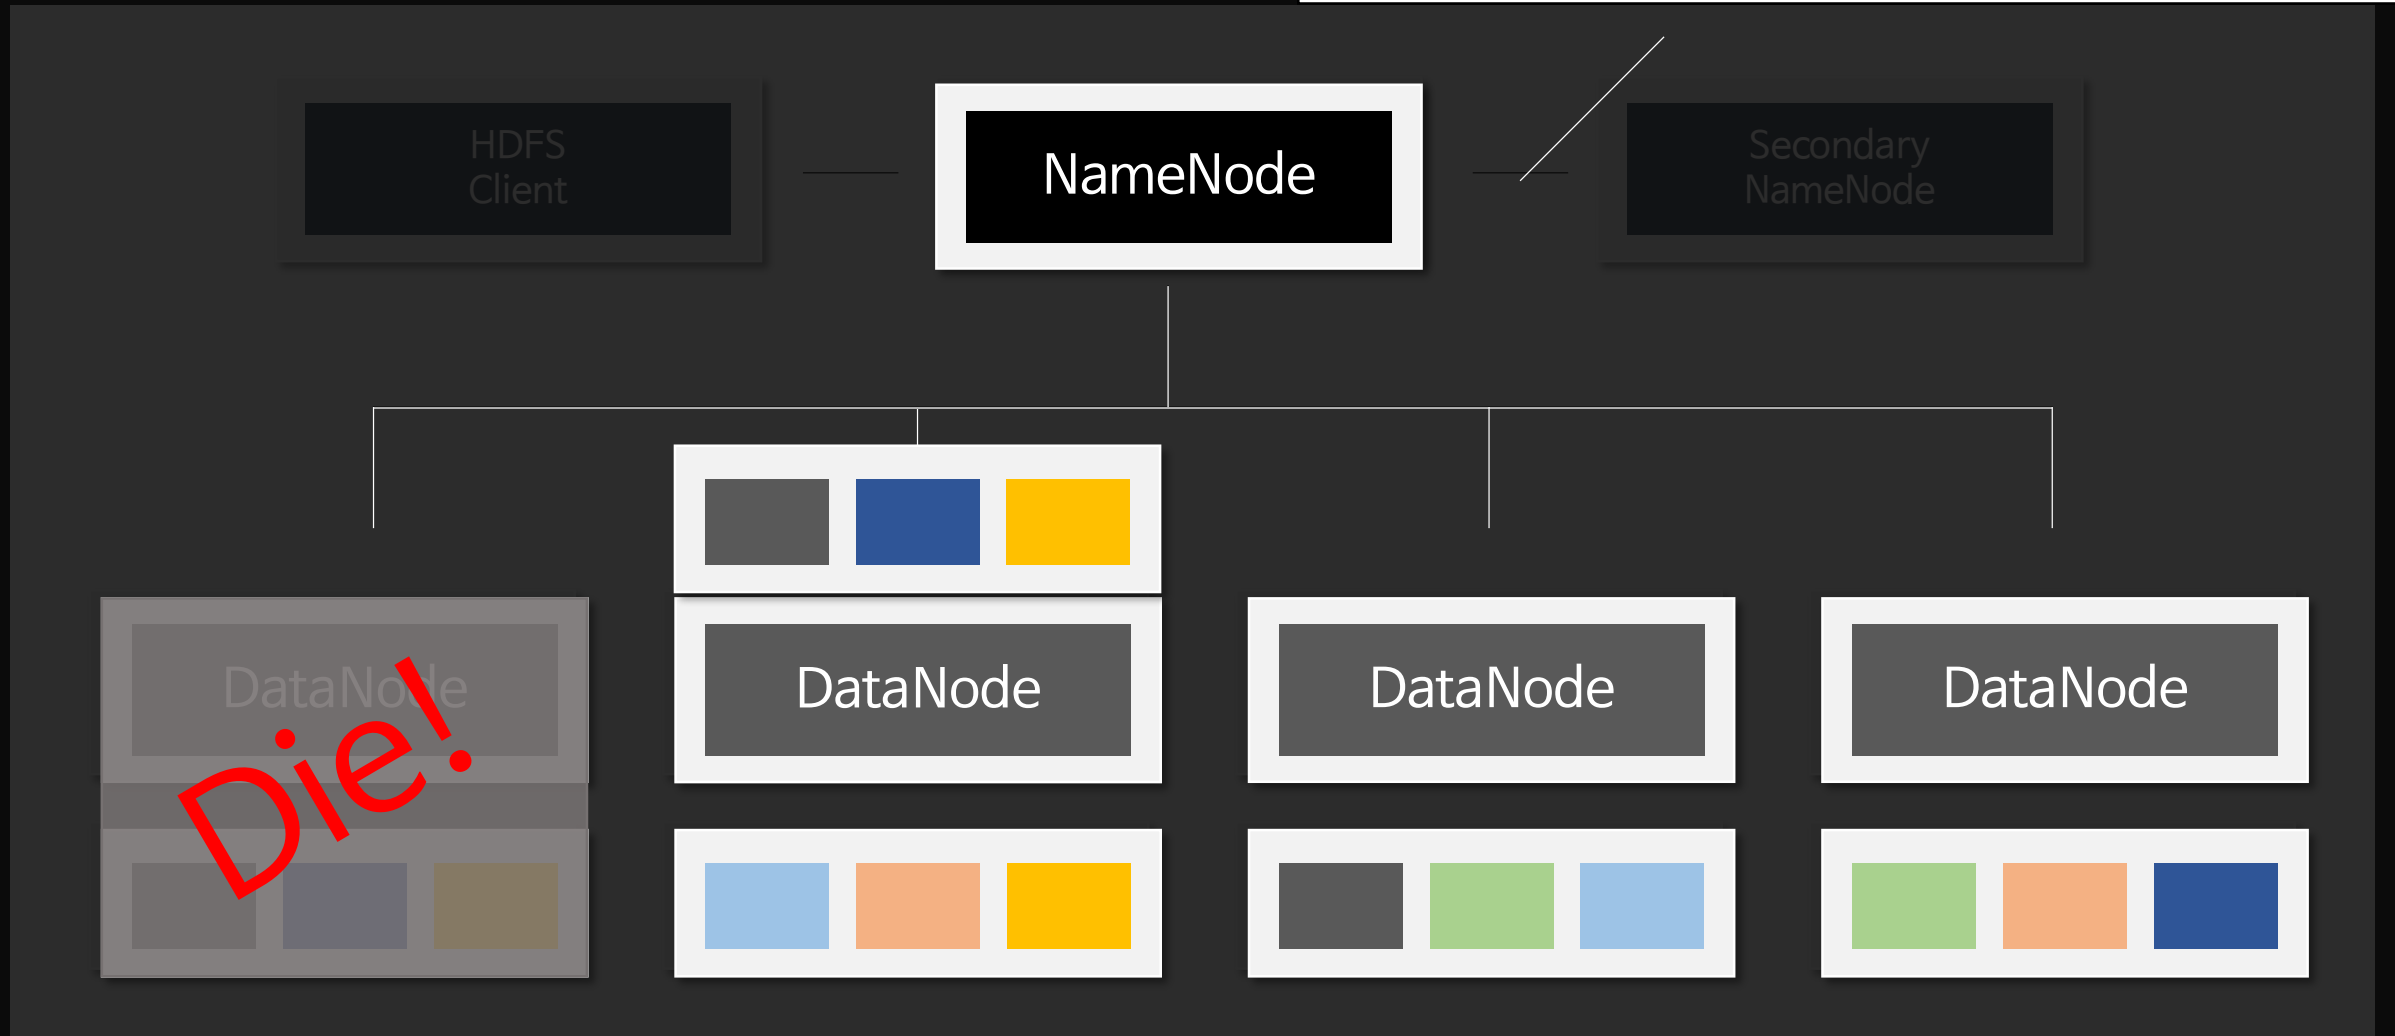 HDFS
Client
NameNode
Secondary
NameNode
DataNode
Die!
DataNode
DataNode
DataNode